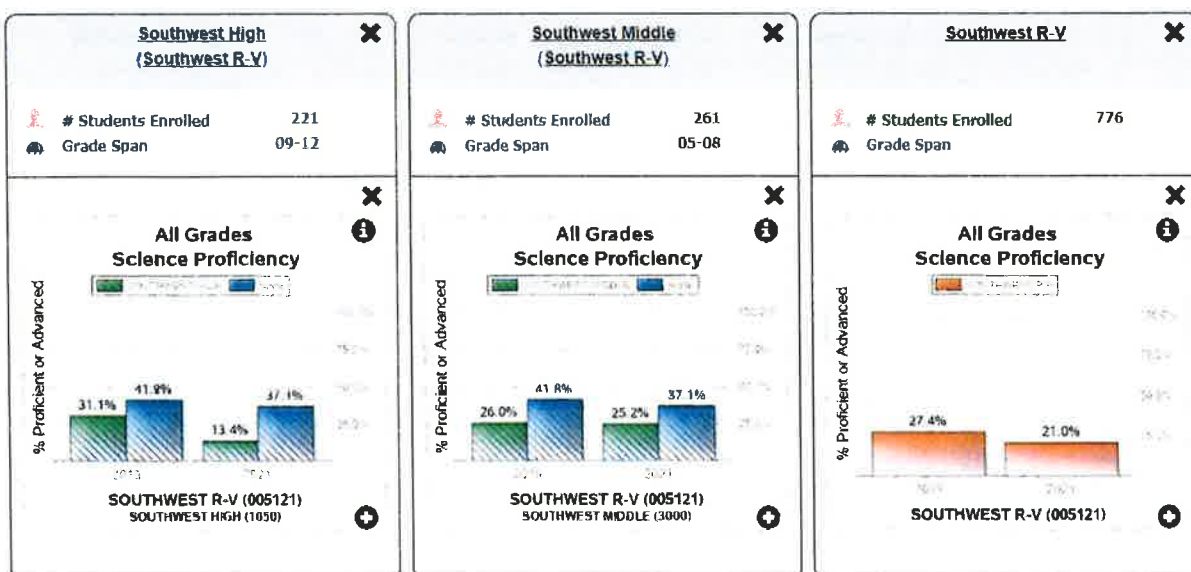 Southwest High
(Southwest R-V)
# Students Enrolled 221
Grade Span 09-12
All Grades
Science Proficiency
% Proficient or Advanced
31.1%
41.8%
13.4%
37.1%
2021
SOUTHWEST R-V (005121)
SOUTHWEST HIGH (1050)
Southwest Middle
(Southwest R-V)
# Students Enrolled 261
Grade Span 05-08
All Grades
Science Proficiency
% Proficient or Advanced
26.0%
41.8%
25.2%
37.1%
SOUTHWEST R-V (005121)
SOUTHWEST MIDDLE (3000)
Southwest R-V
# Students Enrolled 776
Grade Span
All Grades
Science Proficiency
% Proficient or Advanced
27.4%
21.0%
SOUTHWEST R-V (005121)